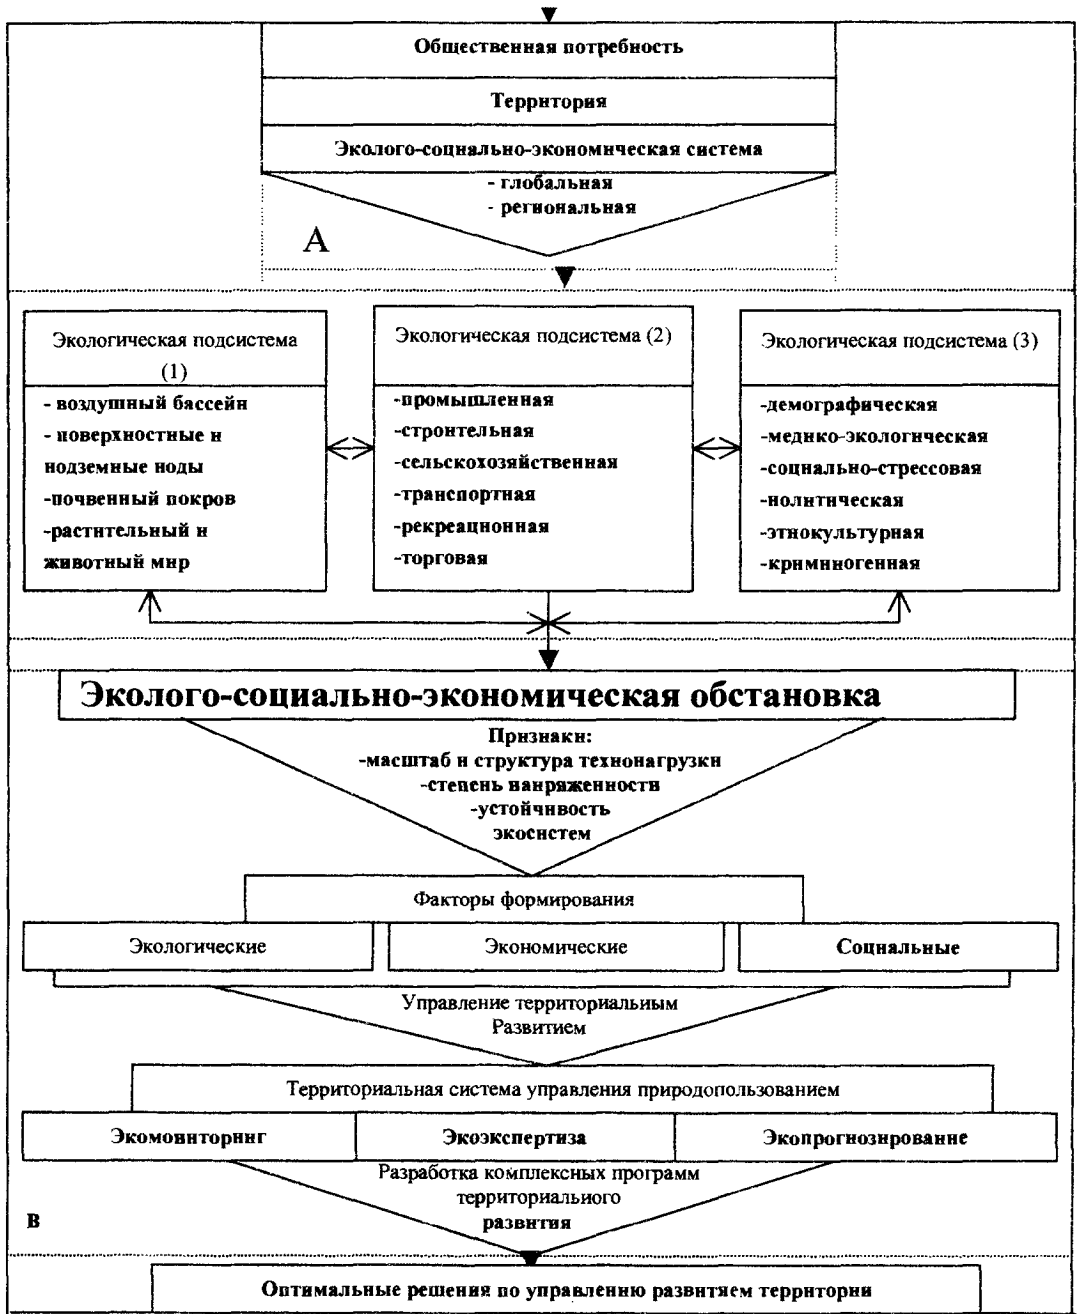 Общественная потребность
Территория
Эколого-социально-экономическая система
- глобальная
- региональная
А
Экологическая подсистема
(1)
- воздушный бассейн
- поверхностные и
подземные воды
-почвенный покров
-растительный и
животный мир
Экологическая подсистема (2)
-промышленная
-строительная
-сельскохозяйственная
-транспортная
-рекреационная
-торговая
Экологическая подсистема (3)
-демографическая
-медико-экологическая
-социально-стрессовая
-политическая
-этнокультурная
-криминогенная
Эколого-социально-экономическая обстановка
Признаки:
-масштаб и структура технонагрузки
-степень напряженности
-устойчивость
экосистем
Факторы формирования
Экологические
Экономические
Социальные
Управление территориальным
Развитием
Территориальная система управления природопользованием
Экомониторинг
Экоэкспертиза
Экопрогнозирование
Разработка комплексных программ
территориального
развития
В
Оптимальные решения по управлению развитием территории